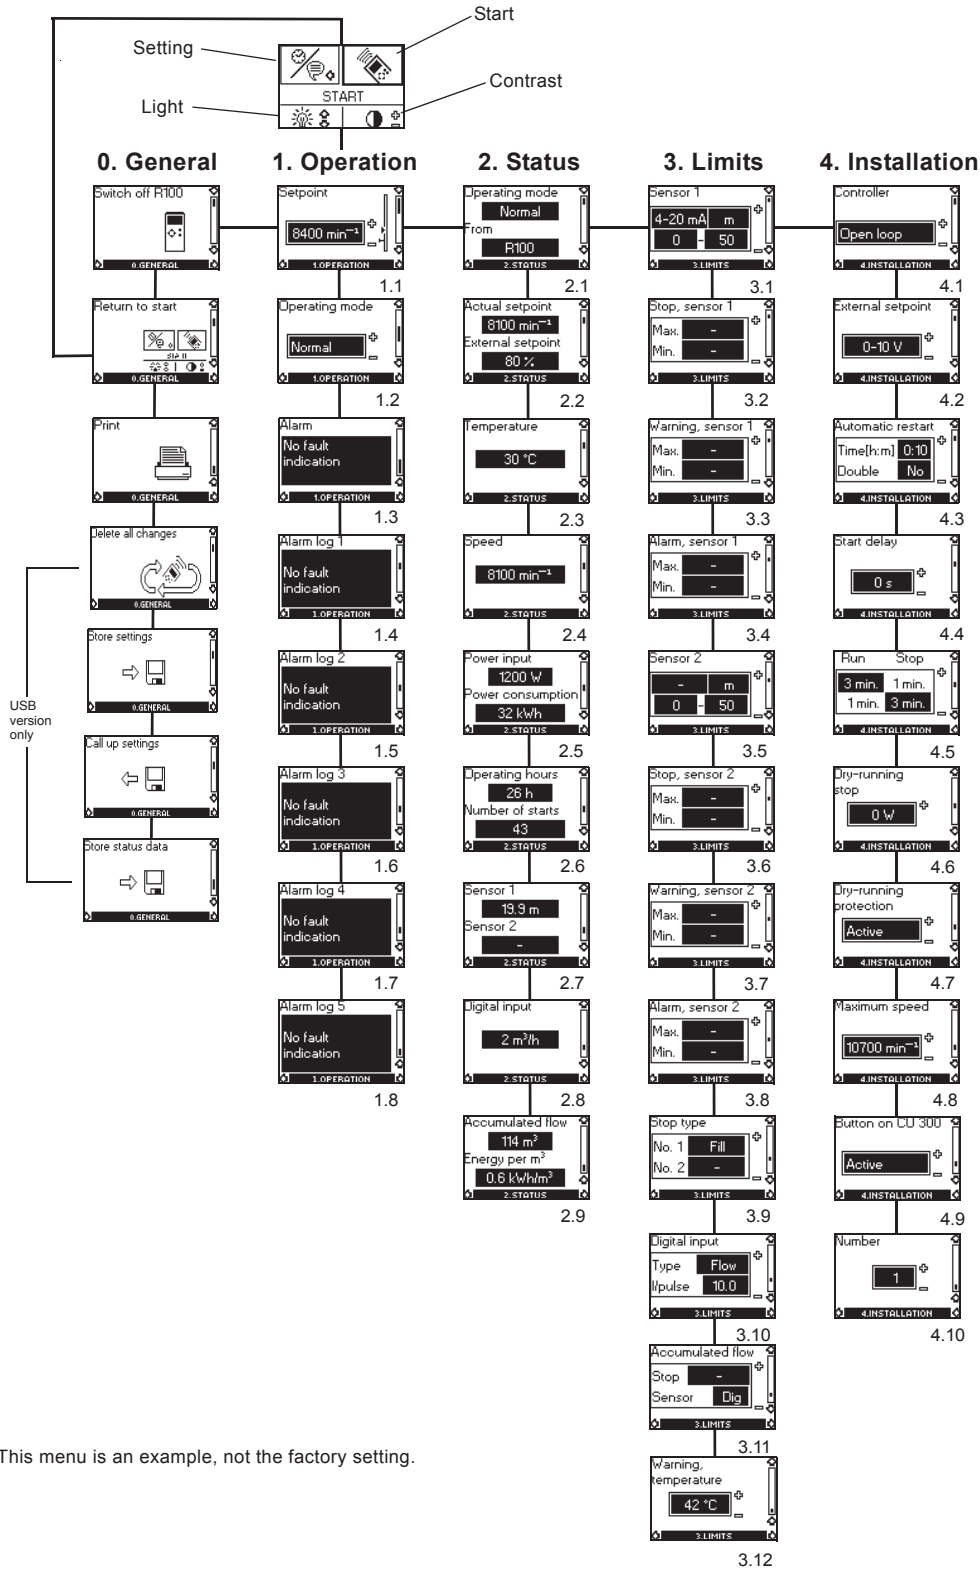 Start
Setting
START
Contrast
Light
0. General
Switch off R100
0.GENERAL
Return to start
START
0.GENERAL
Print
0.GENERAL
Delete all changes
0.GENERAL
Store settings
0.GENERAL
Call up settings
0.GENERAL
Store status data
0.GENERAL
USB
version
only
1. Operation
Setpoint
8400 min⁻¹
1.OPERATION
1.1
Operating mode
Normal
1.OPERATION
1.2
Alarm
No fault
indication
1.OPERATION
1.3
Alarm log 1
No fault
indication
1.OPERATION
1.4
Alarm log 2
No fault
indication
1.OPERATION
1.5
Alarm log 3
No fault
indication
1.OPERATION
1.6
Alarm log 4
No fault
indication
1.OPERATION
1.7
Alarm log 5
No fault
indication
1.OPERATION
1.8
2. Status
Operating mode
Normal
From
R100
2.STATUS
2.1
Actual setpoint
8100 min⁻¹
External setpoint
80 %
2.STATUS
2.2
Temperature
30 °C
2.STATUS
2.3
Speed
8100 min⁻¹
2.STATUS
2.4
Power input
1200 W
Power consumption
32 kWh
2.STATUS
2.5
Operating hours
26 h
Number of starts
43
2.STATUS
2.6
Sensor 1
19.9 m
Sensor 2
-
2.STATUS
2.7
Digital input
2 m³/h
2.STATUS
2.8
Accumulated flow
114 m³
Energy per m³
0.6 kWh/m³
2.STATUS
2.9
3. Limits
Sensor 1
4-20 mA m
0 - 50
3.LIMITS
3.1
Stop, sensor 1
Max. -
Min. -
3.LIMITS
3.2
Warning, sensor 1
Max. -
Min. -
3.LIMITS
3.3
Alarm, sensor 1
Max. -
Min. -
3.LIMITS
3.4
Sensor 2
- m
0 - 50
3.LIMITS
3.5
Stop, sensor 2
Max. -
Min. -
3.LIMITS
3.6
Warning, sensor 2
Max. -
Min. -
3.LIMITS
3.7
Alarm, sensor 2
Max. -
Min. -
3.LIMITS
3.8
Stop type
No. 1 Fill
No. 2 -
3.LIMITS
3.9
Digital input
Type Flow
l/pulse 10.0
3.LIMITS
3.10
Accumulated flow
Stop -
Sensor Dig
3.LIMITS
3.11
Warning,
temperature
42 °C
3.LIMITS
3.12
4. Installation
Controller
Open loop
4.INSTALLATION
4.1
External setpoint
0-10 V
4.INSTALLATION
4.2
Automatic restart
Time[h:m] 0:10
Double No
4.INSTALLATION
4.3
Start delay
0 s
4.INSTALLATION
4.4
Run Stop
3 min. 1 min.
1 min. 3 min.
4.INSTALLATION
4.5
Dry-running
stop
0 W
4.INSTALLATION
4.6
Dry-running
protection
Active
4.INSTALLATION
4.7
Maximum speed
10700 min⁻¹
4.INSTALLATION
4.8
Button on CU 300
Active
4.INSTALLATION
4.9
Number
1
4.INSTALLATION
4.10
This menu is an example, not the factory setting.